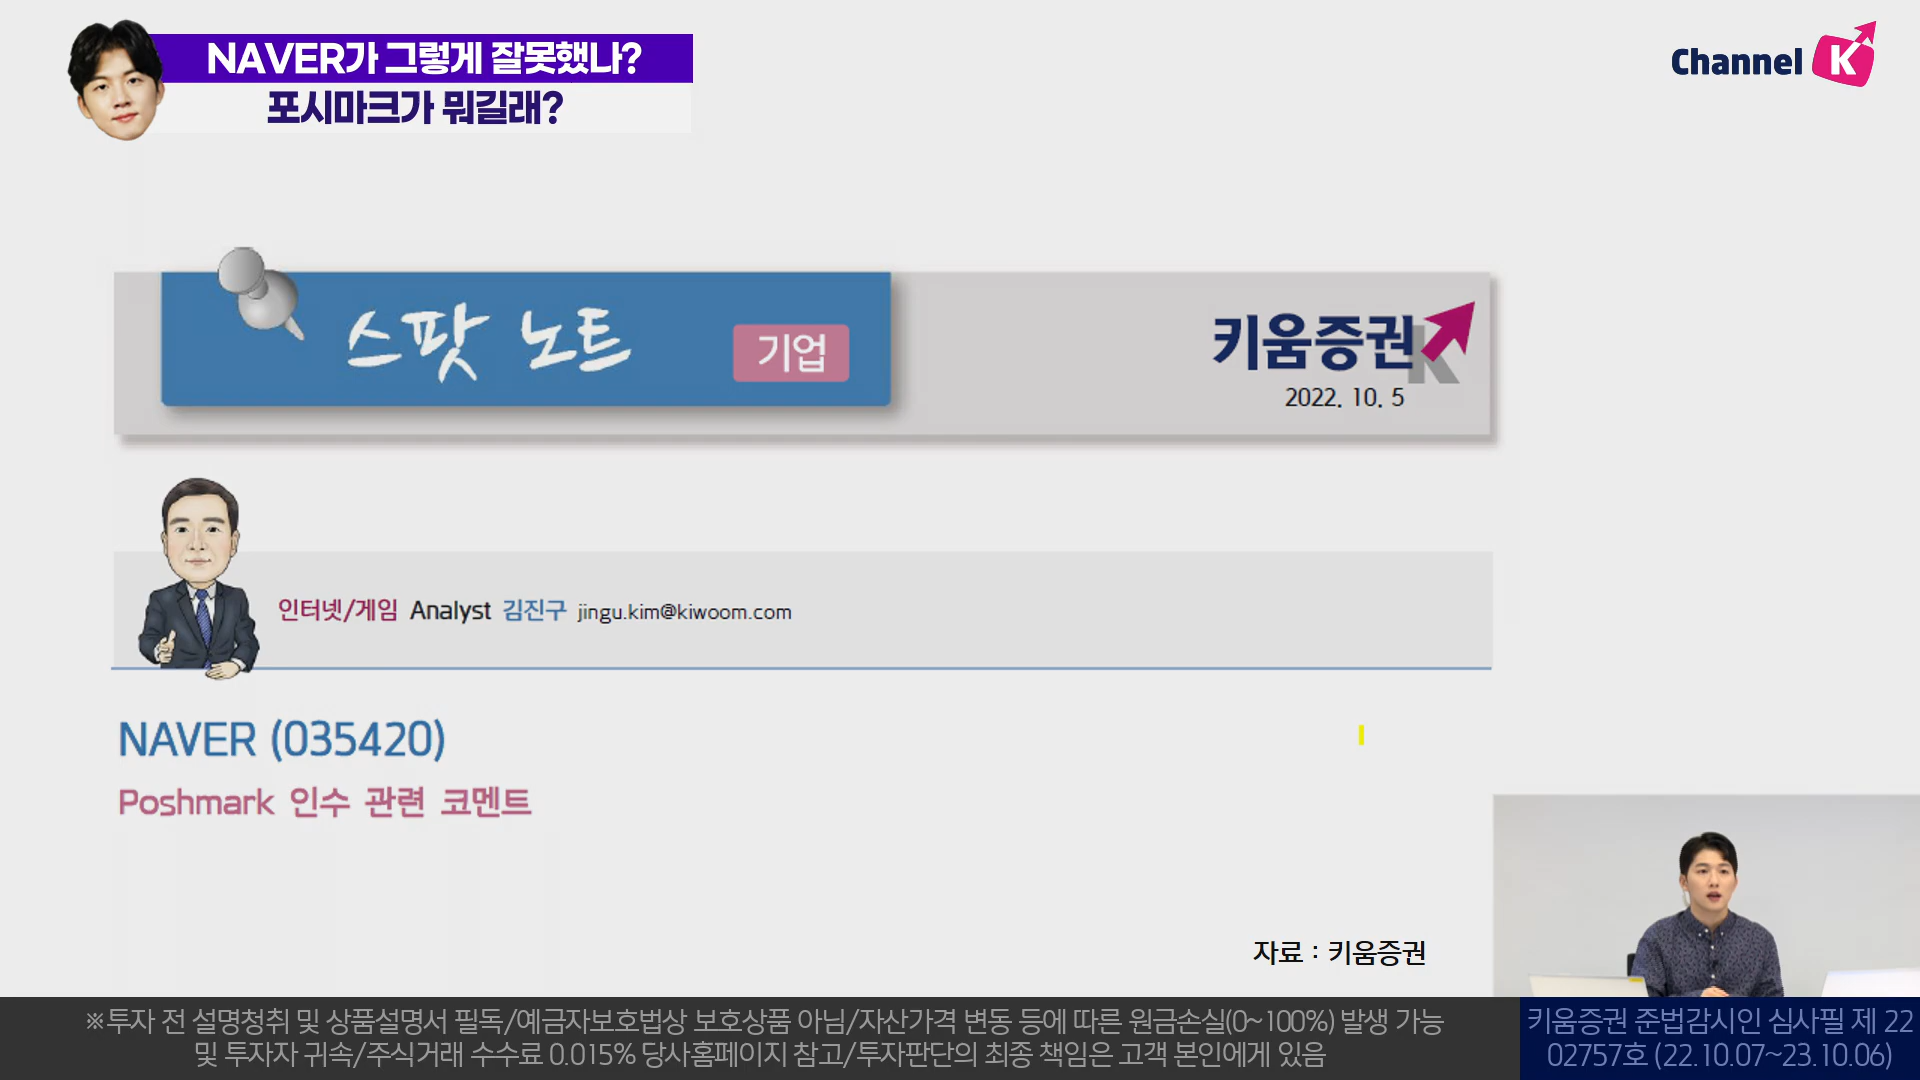 NAVER가 그렇게 잘못했나?
포시마크가 뭐길래?
Channel K
스팟 노트
기업
키움증권
2022. 10. 5
인터넷/게임 Analyst 김진구 jingu.kim@kiwoom.com
NAVER (035420)
Poshmark 인수 관련 코멘트
자료 : 키움증권
※투자 전 설명청취 및 상품설명서 필독/예금자보호법상 보호상품 아님/자산가격 변동 등에 따른 원금손실(0~100%) 발생 가능
및 투자자 귀속/주식거래 수수료 0.015% 당사홈페이지 참고/투자판단의 최종 책임은 고객 본인에게 있음
키움증권 준법감시인 심사필 제 22
02757호 (22.10.07~23.10.06)